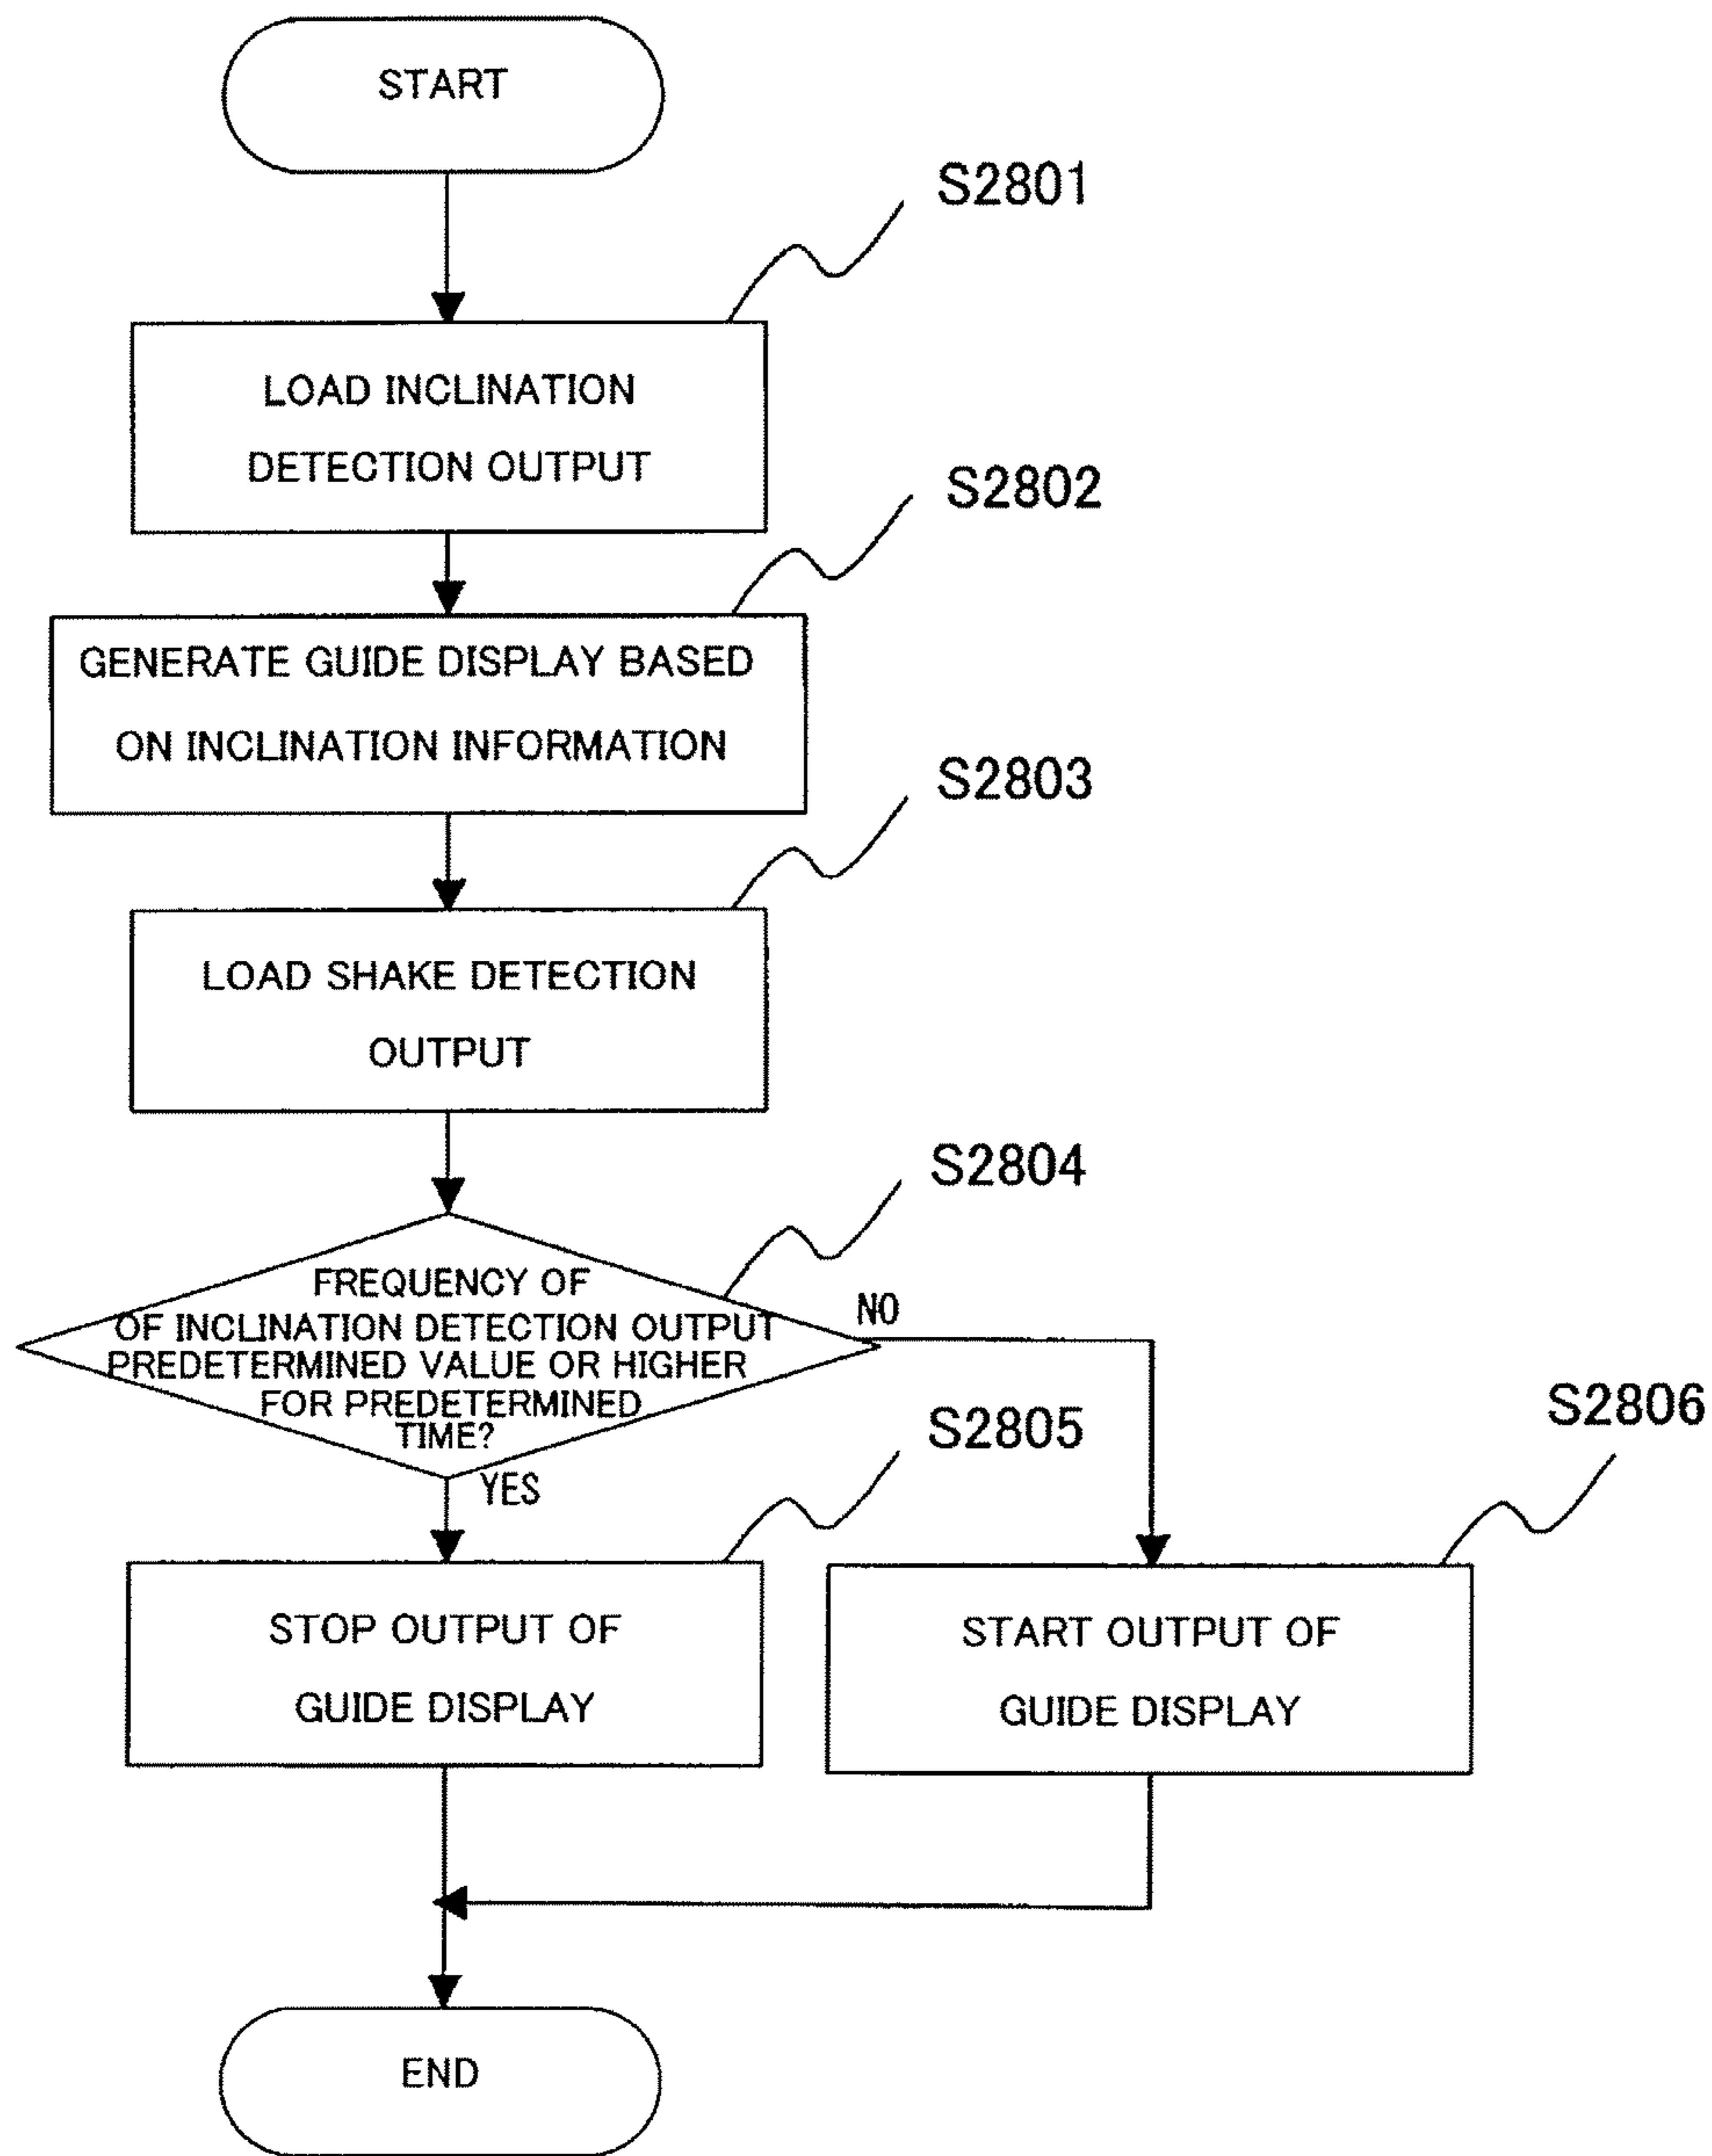 START
S2801
LOAD INCLINATION
DETECTION OUTPUT
S2802
GENERATE GUIDE DISPLAY BASED
ON INCLINATION INFORMATION
S2803
LOAD SHAKE DETECTION
OUTPUT
S2804
FREQUENCY OF
OF INCLINATION DETECTION OUTPUT
PREDETERMINED VALUE OR HIGHER
FOR PREDETERMINED
TIME?
NO
YES
S2805
STOP OUTPUT OF
GUIDE DISPLAY
S2806
START OUTPUT OF
GUIDE DISPLAY
END